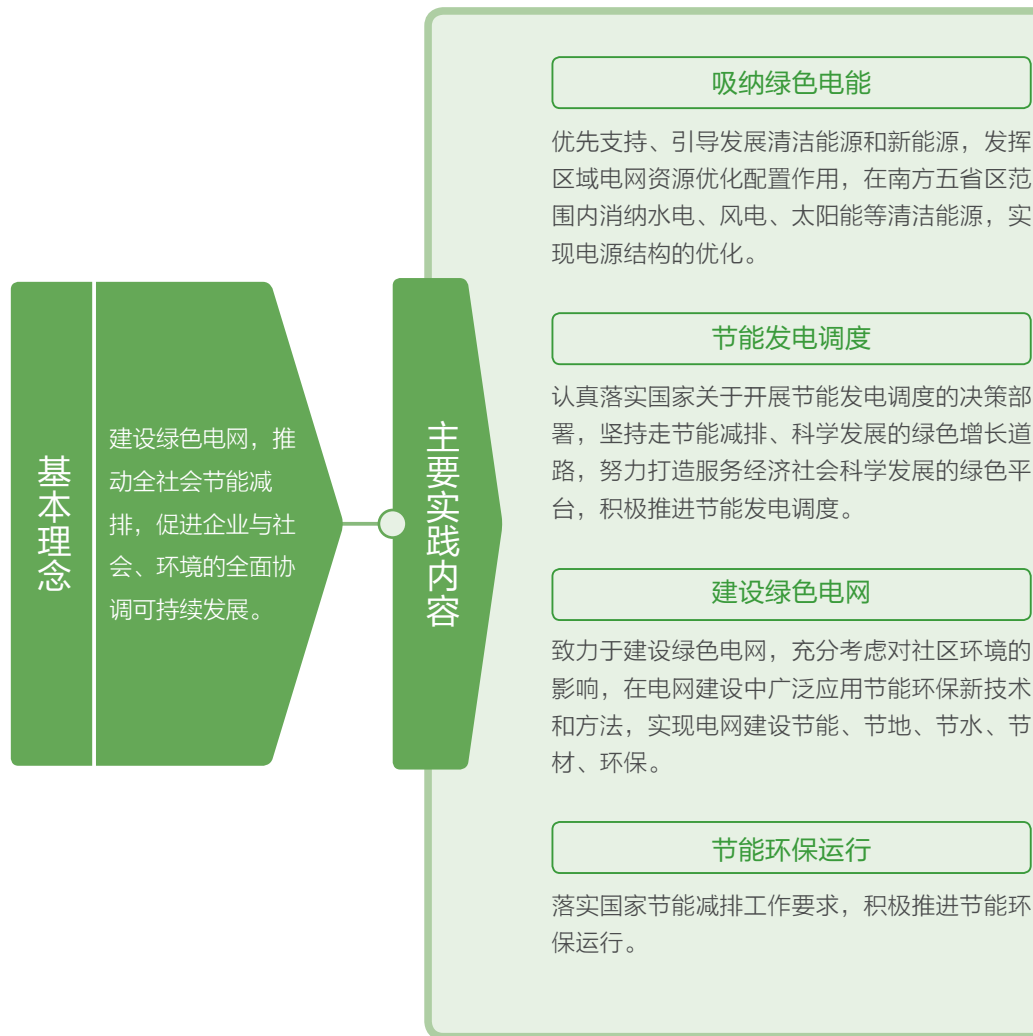 基本理念
建设绿色电网，推
动全社会节能减
排，促进企业与社
会、环境的全面协
调可持续发展。
主要实践内容
吸纳绿色电能
优先支持、引导发展清洁能源和新能源，发挥
区域电网资源优化配置作用，在南方五省区范
围内消纳水电、风电、太阳能等清洁能源，实
现电源结构的优化。
节能发电调度
认真落实国家关于开展节能发电调度的决策部
署，坚持走节能减排、科学发展的绿色增长道
路，努力打造服务经济社会科学发展的绿色平
台，积极推进节能发电调度。
建设绿色电网
致力于建设绿色电网，充分考虑对社区环境的
影响，在电网建设中广泛应用节能环保新技术
和方法，实现电网建设节能、节地、节水、节
材、环保。
节能环保运行
落实国家节能减排工作要求，积极推进节能环
保运行。